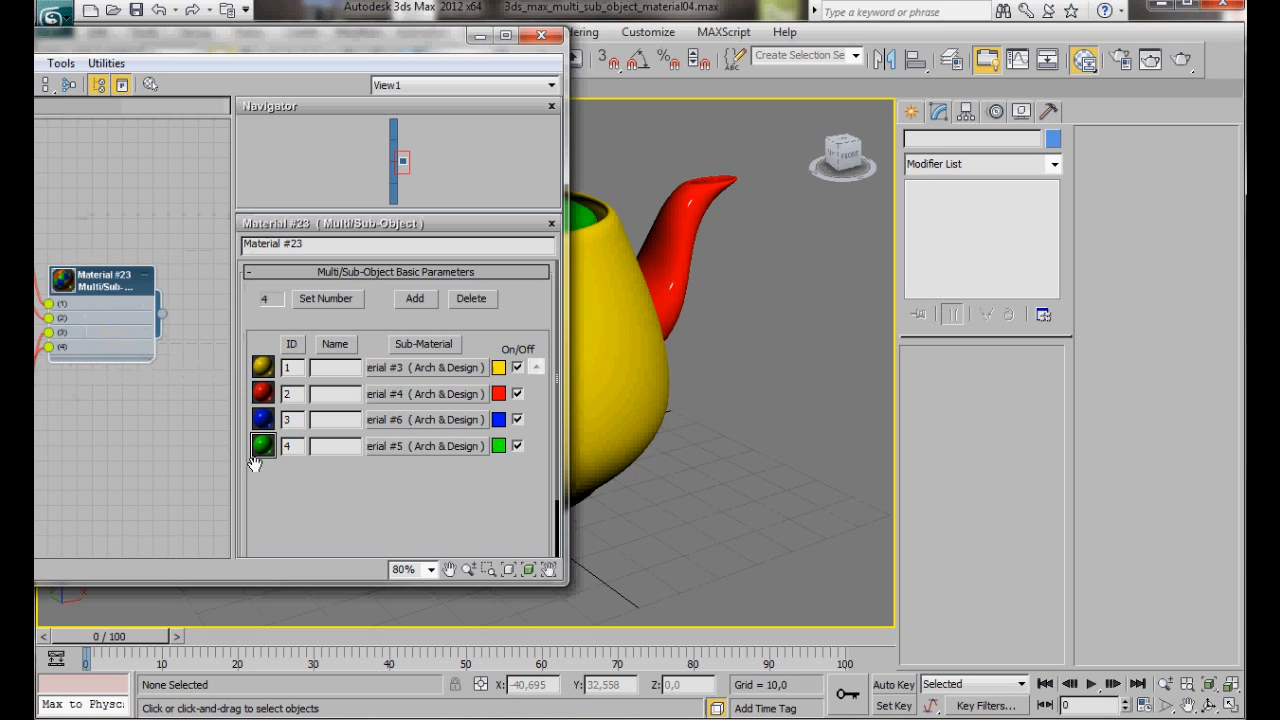 Autodesk 3ds Max 2012 x64 3ds_max_multi_sub_object_material04.max
Type a keyword or phrase
dering Customize MAXScript Help
Create Selection Se
Tools Utilities
View1
Navigator
Material #23 ( Multi/Sub-Object )
Material #23
Multi/Sub-Object Basic Parameters
4 Set Number Add Delete
ID Name Sub-Material On/Off
1 erial #3 ( Arch & Design )
2 erial #4 ( Arch & Design )
3 erial #6 ( Arch & Design )
4 erial #5 ( Arch & Design )
Material #23
Multi/Sub-...
(1)
(2)
(3)
(4)
80%
FRONT
Modifier List
< 0 / 100 >
0 10 20 30 40 50 60 70 80 90 100
None Selected X: -40,695 Y: 32,558 Z: 0,0 Grid = 10,0 Auto Key Selected
Max to Physc: Click or click-and-drag to select objects Add Time Tag Set Key Key Filters... 0